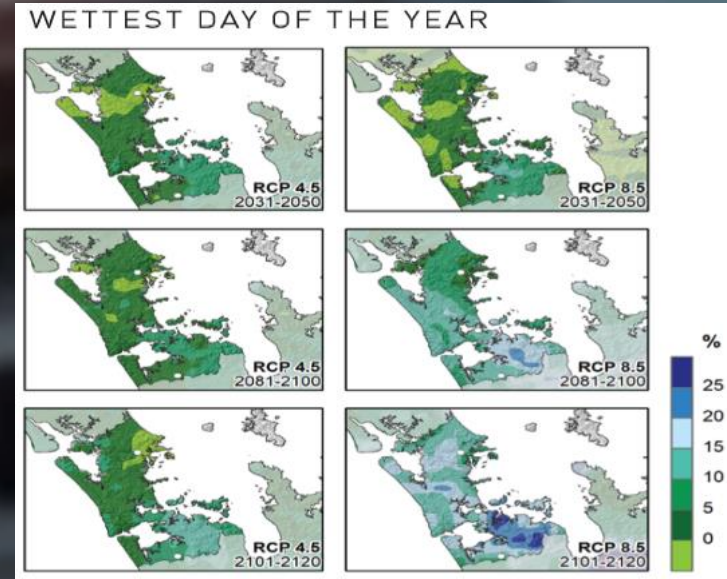 WETTEST DAY OF THE YEAR
RCP 4.5
2031-2050
RCP 8.5
2031-2050
RCP 4.5
2081-2100
RCP 8.5
2081-2100
RCP 4.5
2101-2120
RCP 8.5
2101-2120
%
25
20
15
10
5
0